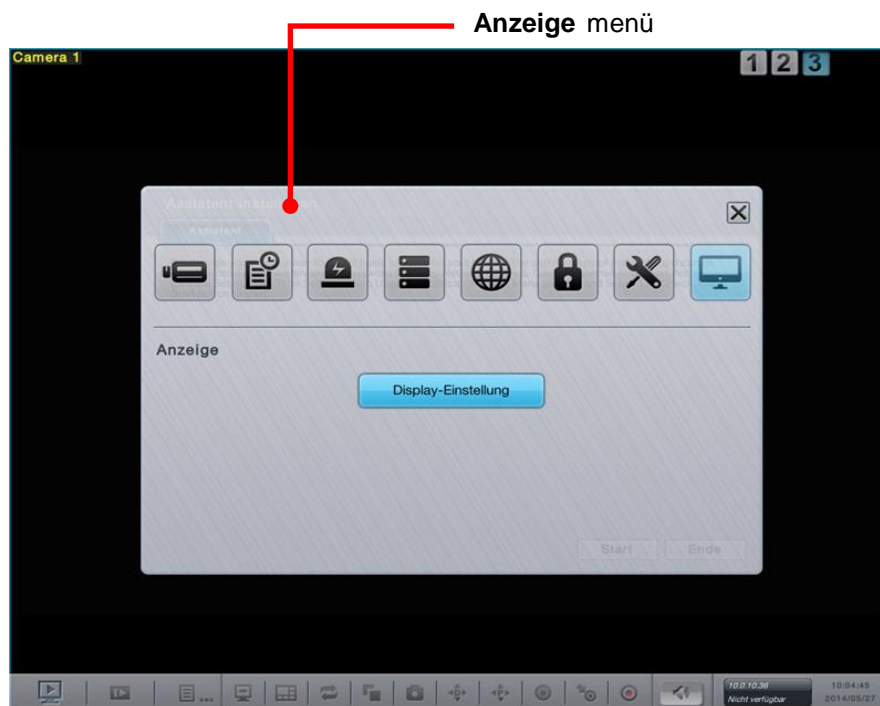 Anzeige menü
Camera 1
1 2 3
Assistent installieren
Assistent
Anzeige
Display-Einstellung
Start Ende
10.0.10.36
Nicht verfügbar
10:04:45
2014/05/27